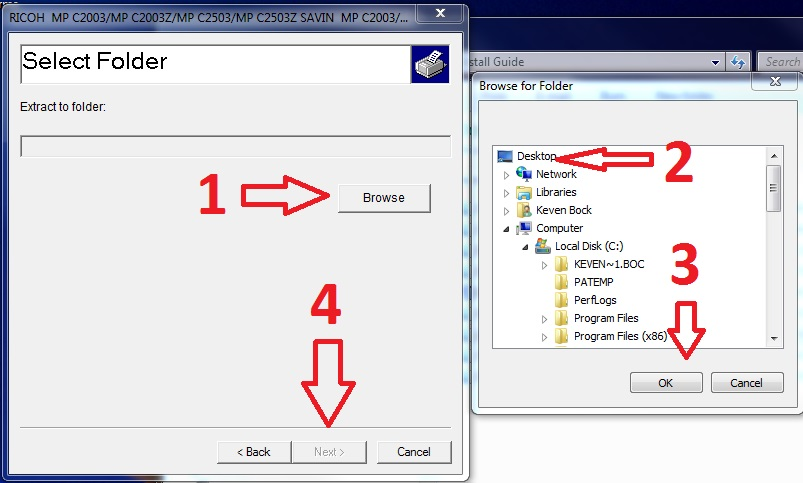 RICOH MP C2003/MP C2003Z/MP C2503/MP C2503Z SAVIN MP C2003/...
Select Folder
Extract to folder:
1
Browse
4
< Back
Next >
Cancel
stall Guide
Search
Browse for Folder
Desktop
2
Network
Libraries
Keven Bock
Computer
Local Disk (C:)
KEVEN~1.BOC
PATEMP
PerfLogs
Program Files
Program Files (x86)
3
OK
Cancel